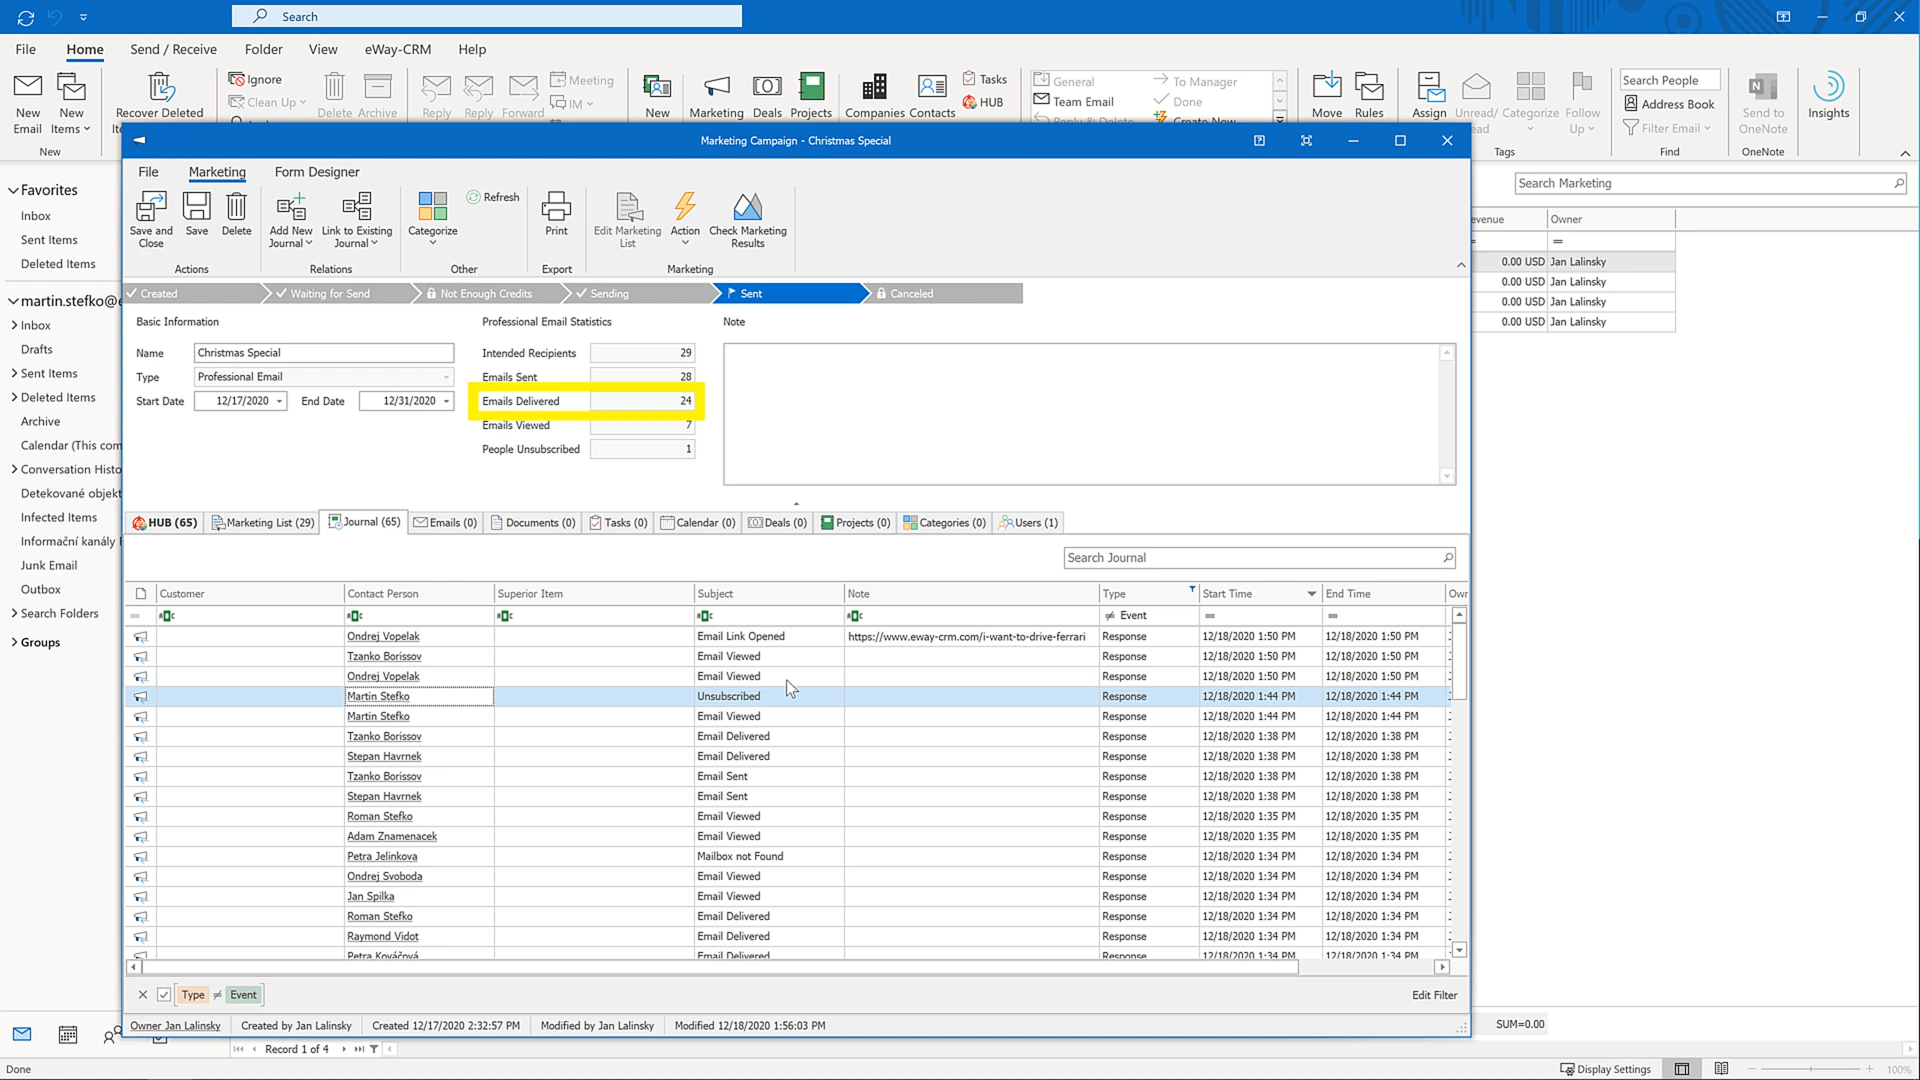 Search
File Home Send / Receive Folder View eWay-CRM Help
New Email
New Items
New
Recover Deleted
Ignore
Clean Up
Delete
Archive
Reply
Reply
Forward
Meeting
IM
New
Marketing
Deals
Projects
Companies
Contacts
Tasks
HUB
General
Team Email
Reply & Delete
To Manager
Done
Create New
Move
Rules
Assign
Unread/
Categorize
Follow Up
Tags
Search People
Address Book
Filter Email
Find
Send to OneNote
OneNote
Insights
Favorites
Inbox
Sent Items
Deleted Items
martin.stefko@e
Inbox
Drafts
Sent Items
Deleted Items
Archive
Calendar (This com
Conversation Histo
Detekované objekt
Infected Items
Informační kanály
Junk Email
Outbox
Search Folders
Groups
Marketing Campaign - Christmas Special
File Marketing Form Designer
Save and Close
Save
Delete
Actions
Add New Journal
Link to Existing Journal
Relations
Categorize
Refresh
Other
Print
Export
Edit Marketing List
Action
Check Marketing Results
Marketing
Created Waiting for Send Not Enough Credits Sending Sent Canceled
Basic Information
Name Christmas Special
Type Professional Email
Start Date 12/17/2020 End Date 12/31/2020
Professional Email Statistics
Intended Recipients 29
Emails Sent 28
Emails Delivered 24
Emails Viewed 7
People Unsubscribed 1
Note
HUB (65) Marketing List (29) Journal (65) Emails (0) Documents (0) Tasks (0) Calendar (0) Deals (0) Projects (0) Categories (0) Users (1)
Search Journal
Customer Contact Person Superior Item Subject Note Type Start Time End Time Own
≠ Event = =
Ondrej Vopelak Email Link Opened https://www.eway-crm.com/i-want-to-drive-ferrari Response 12/18/2020 1:50 PM 12/18/2020 1:50 PM
Tzanko Borissov Email Viewed Response 12/18/2020 1:50 PM 12/18/2020 1:50 PM
Ondrej Vopelak Email Viewed Response 12/18/2020 1:50 PM 12/18/2020 1:50 PM
Martin Stefko Unsubscribed Response 12/18/2020 1:44 PM 12/18/2020 1:44 PM
Martin Stefko Email Viewed Response 12/18/2020 1:44 PM 12/18/2020 1:44 PM
Tzanko Borissov Email Delivered Response 12/18/2020 1:38 PM 12/18/2020 1:38 PM
Stepan Havrnek Email Delivered Response 12/18/2020 1:38 PM 12/18/2020 1:38 PM
Tzanko Borissov Email Sent Response 12/18/2020 1:38 PM 12/18/2020 1:38 PM
Stepan Havrnek Email Sent Response 12/18/2020 1:38 PM 12/18/2020 1:38 PM
Roman Stefko Email Viewed Response 12/18/2020 1:35 PM 12/18/2020 1:35 PM
Adam Znamenacek Email Viewed Response 12/18/2020 1:35 PM 12/18/2020 1:35 PM
Petra Jelinkova Mailbox not Found Response 12/18/2020 1:34 PM 12/18/2020 1:34 PM
Ondrej Svoboda Email Viewed Response 12/18/2020 1:34 PM 12/18/2020 1:34 PM
Jan Spilka Email Viewed Response 12/18/2020 1:34 PM 12/18/2020 1:34 PM
Roman Stefko Email Delivered Response 12/18/2020 1:34 PM 12/18/2020 1:34 PM
Raymond Vidot Email Delivered Response 12/18/2020 1:34 PM 12/18/2020 1:34 PM
Petra Kováčová Email Delivered Response 12/18/2020 1:34 PM 12/18/2020 1:34 PM
Type ≠ Event
Edit Filter
Owner Jan Lalinsky Created by Jan Lalinsky Created 12/17/2020 2:32:57 PM Modified by Jan Lalinsky Modified 12/18/2020 1:56:03 PM
Search Marketing
evenue Owner
= =
0.00 USD Jan Lalinsky
0.00 USD Jan Lalinsky
0.00 USD Jan Lalinsky
0.00 USD Jan Lalinsky
SUM=0.00
Record 1 of 4
Done
Display Settings
100%